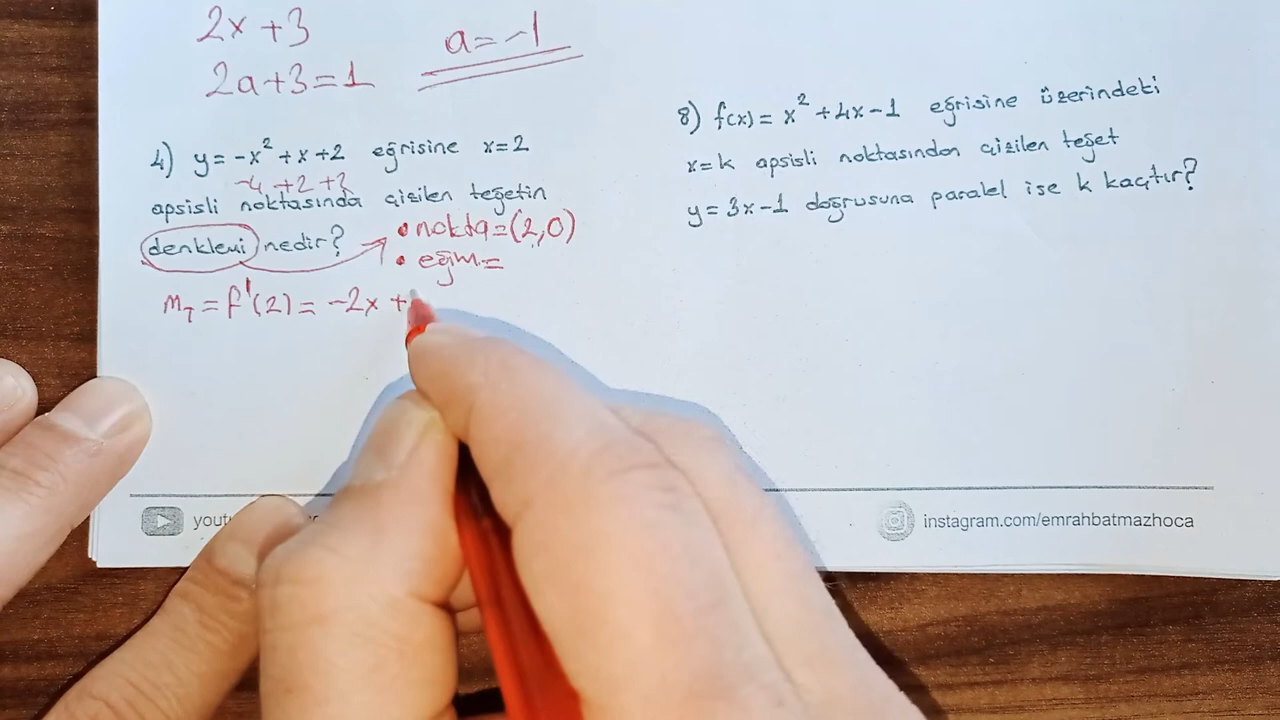 2x+3
2a+3=1
a=-1
4) y=-x²+x+2 eğrisine x=2
-4 +2 +2
apsisli noktasında çizilen teğetin
denklemi nedir?
• nokta=(2,0)
• eğim=
m_T = f'(2) = -2x +
8) f(x)=x²+4x-1 eğrisine üzerindeki
x=k apsisli noktasından çizilen teğet
y=3x-1 doğrusuna paralel ise k kaçtır?
instagram.com/emrahbatmazhoca